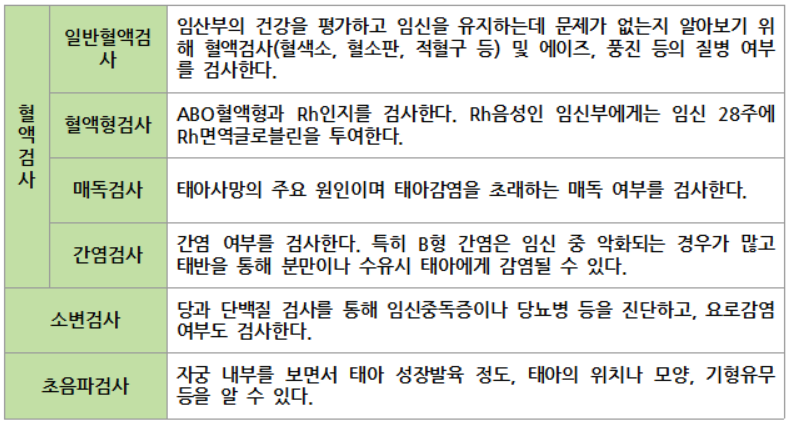 혈액검사
일반혈액검
사
임산부의 건강을 평가하고 임신을 유지하는데 문제가 없는지 알아보기 위
해 혈액검사(혈색소, 혈소판, 적혈구 등) 및 에이즈, 풍진 등의 질병 여부
를 검사한다.
혈액형검사
ABO혈액형과 Rh인지를 검사한다. Rh음성인 임신부에게는 임신 28주에
Rh면역글로블린을 투여한다.
매독검사
태아사망의 주요 원인이며 태아감염을 초래하는 매독 여부를 검사한다.
간염검사
간염 여부를 검사한다. 특히 B형 간염은 임신 중 악화되는 경우가 많고
태반을 통해 분만이나 수유시 태아에게 감염될 수 있다.
소변검사
당과 단백질 검사를 통해 임신중독증이나 당뇨병 등을 진단하고, 요로감염
여부도 검사한다.
초음파검사
자궁 내부를 보면서 태아 성장발육 정도, 태아의 위치나 모양, 기형유무
등을 알 수 있다.